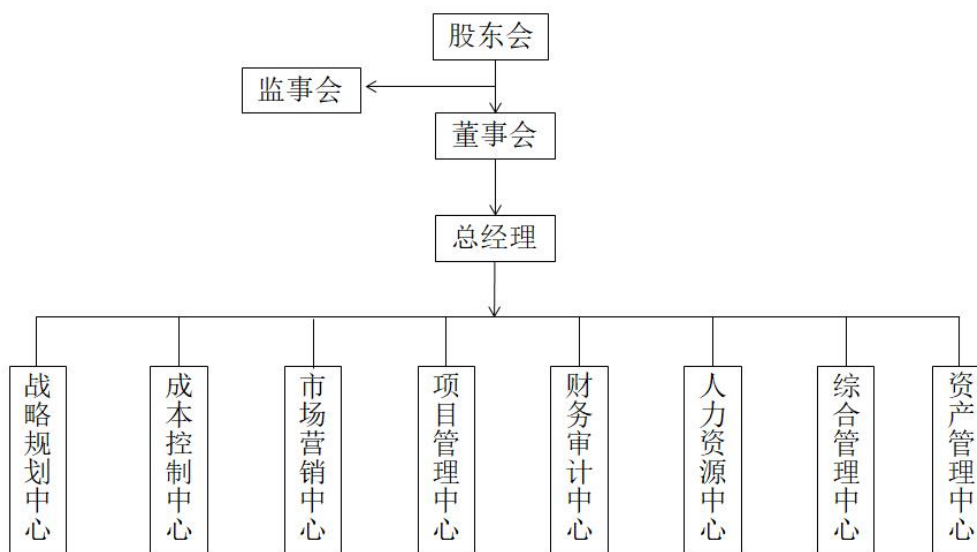 股东会
监事会
董事会
总经理
战略规划中心
成本控制中心
市场营销中心
项目管理中心
财务审计中心
人力资源中心
综合管理中心
资产管理中心